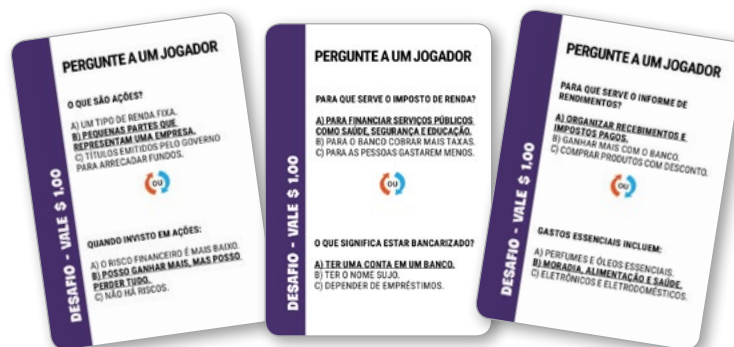 DESAFIO - VALE $ 1,00
PERGUNTE A UM JOGADOR
O QUE SÃO AÇÕES?
A) UM TIPO DE RENDA FIXA.
B) PEQUENAS PARTES QUE
REPRESENTAM UMA EMPRESA.
C) TÍTULOS EMITIDOS PELO GOVERNO
PARA ARRECADAR FUNDOS.
OU
QUANDO INVISTO EM AÇÕES:
A) O RISCO FINANCEIRO É MAIS BAIXO.
B) POSSO GANHAR MAIS, MAS POSSO
PERDER TUDO.
C) NÃO HÁ RISCOS.
DESAFIO - VALE $ 1,00
PERGUNTE A UM JOGADOR
PARA QUE SERVE O IMPOSTO DE RENDA?
A) PARA FINANCIAR SERVIÇOS PÚBLICOS
COMO SAÚDE, SEGURANÇA E EDUCAÇÃO.
B) PARA O BANCO COBRAR MAIS TAXAS.
C) PARA AS PESSOAS GASTAREM MENOS.
OU
O QUE SIGNIFICA ESTAR BANCARIZADO?
A) TER UMA CONTA EM UM BANCO.
B) TER O NOME SUJO.
C) DEPENDER DE EMPRÉSTIMOS.
DESAFIO - VALE $ 1,00
PERGUNTE A UM JOGADOR
PARA QUE SERVE O INFORME DE
RENDIMENTOS?
A) ORGANIZAR RECEBIMENTOS E
IMPOSTOS PAGOS.
B) GANHAR MAIS COM O BANCO.
C) COMPRAR PRODUTOS COM DESCONTO.
OU
GASTOS ESSENCIAIS INCLUEM:
A) PERFUMES E ÓLEOS ESSENCIAIS.
B) MORADIA, ALIMENTAÇÃO E SAÚDE.
C) ELETRÔNICOS E ELETRODOMÉSTICOS.